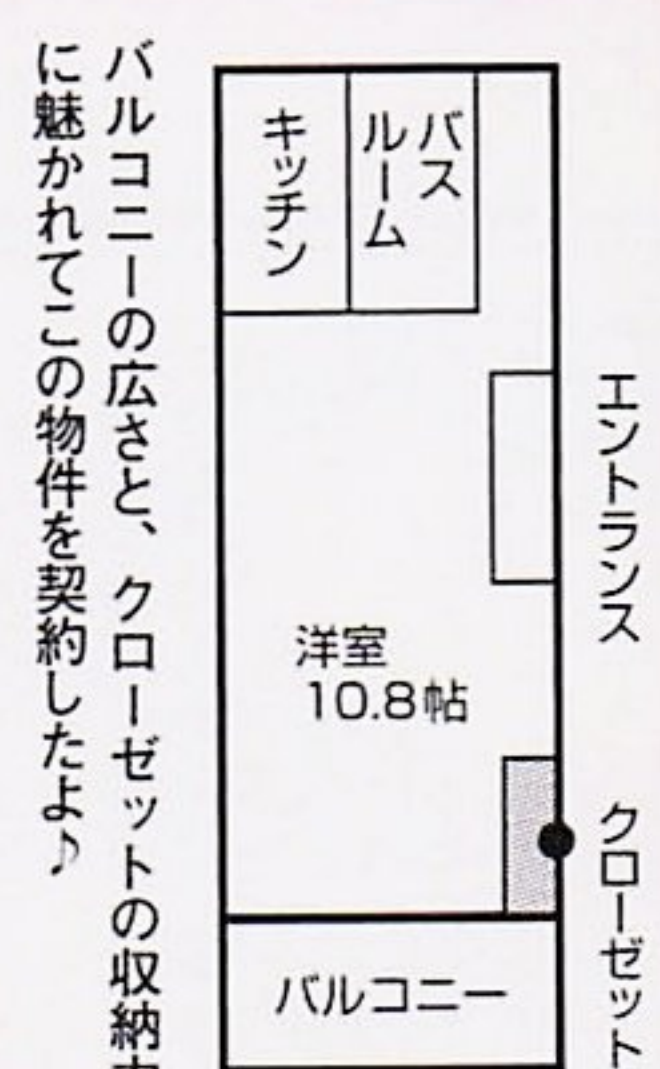 バルコニーの広さと、クローゼットの収納
に魅かれてこの物件を契約したよ♪
キッチン
バス
ルーム
エントランス
洋室
10.8帖
クローゼット
バルコニー